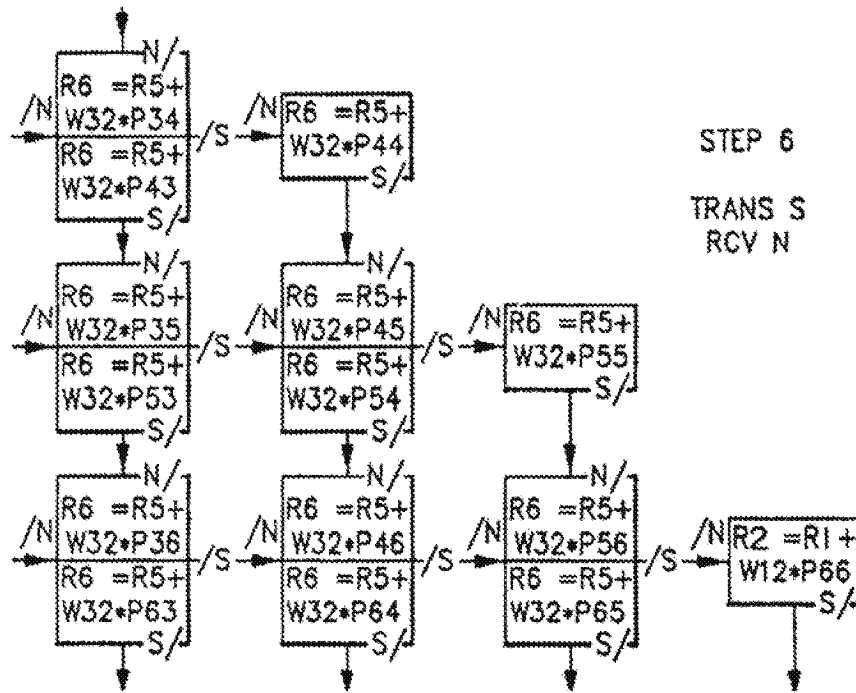 N/
R6 =R5+
/N
W32*P34
/S
R6 =R5+
W32*P43
S/
/N
R6 =R5+
W32*P44
S/
STEP 6
TRANS S
RCV N
N/
R6 =R5+
/N
W32*P35
/S
R6 =R5+
W32*P53
S/
N/
R6 =R5+
/N
W32*P45
/S
R6 =R5+
W32*P54
S/
/N
R6 =R5+
W32*P55
S/
N/
R6 =R5+
/N
W32*P36
/S
R6 =R5+
W32*P63
S/
N/
R6 =R5+
/N
W32*P46
/S
R6 =R5+
W32*P64
S/
N/
R6 =R5+
/N
W32*P56
/S
R6 =R5+
W32*P65
S/
/N
R2 =R1+
W12*P66
S/